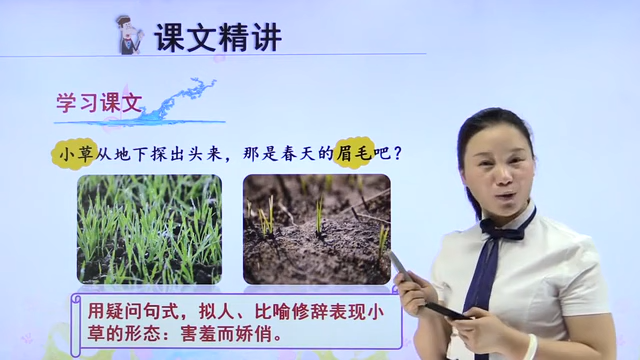 课文精讲
学习课文
小草从地下探出头来，那是春天的眉毛吧？
用疑问句式，拟人、比喻修辞表现小
草的形态：害羞而娇俏。